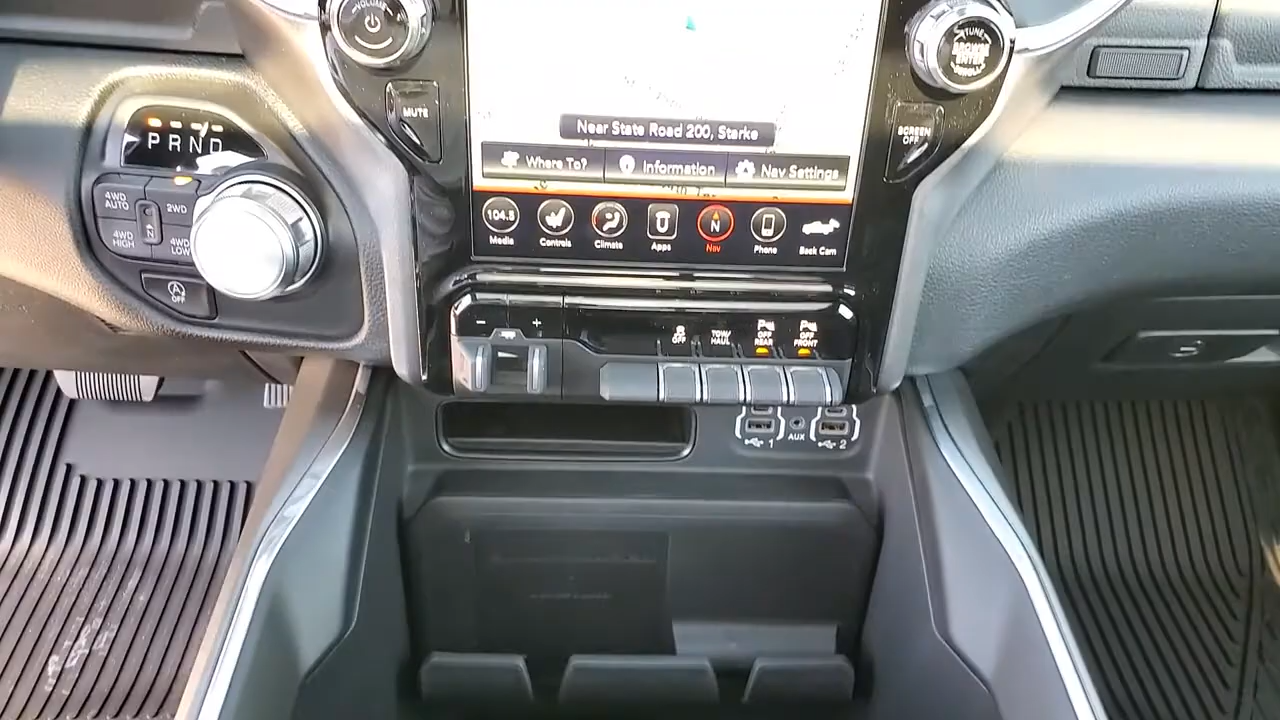 VOLUME
MUTE
TUNE
BROWSE
ENTER
SCREEN
OFF
Near State Road 200, Starke
Where To?
Information
Nav Settings
104.5
N
Media
Controls
Climate
Apps
Nav
Phone
Back Cam
P R N D
4WD
AUTO
2WD
N
4WD
HIGH
4WD
LOW
A
OFF
-
+
OFF
TOW/
HAUL
OFF
REAR
OFF
FRONT
1
AUX
2